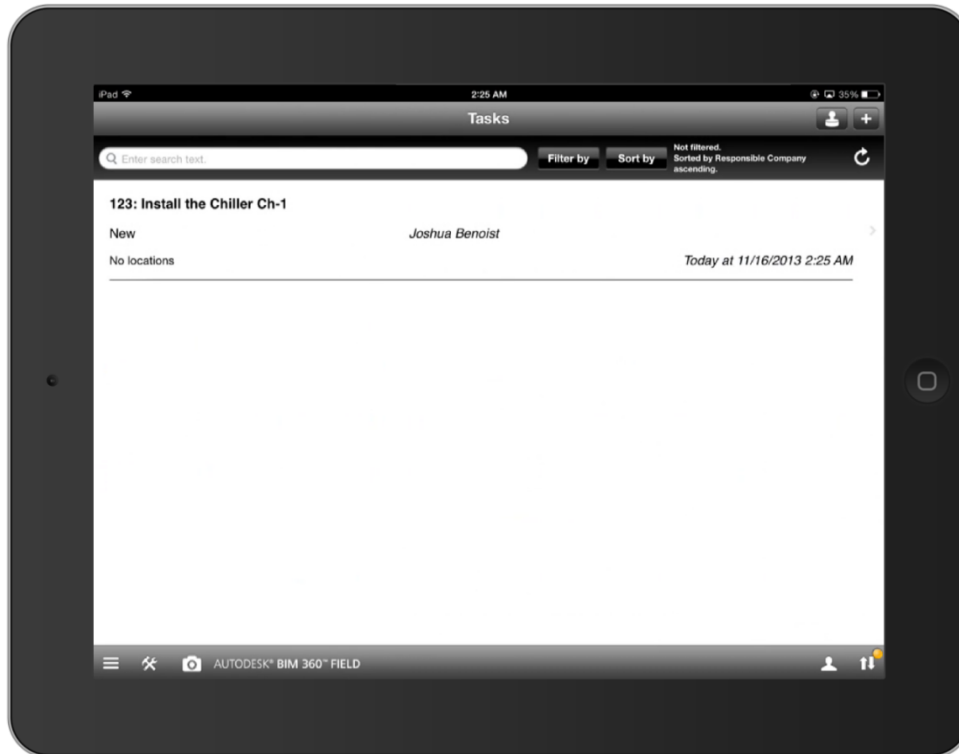 iPad 2:25 AM 35%
Tasks
Enter search text. Filter by Sort by
Not filtered.
Sorted by Responsible Company
ascending.
123: Install the Chiller Ch-1
New Joshua Benoist
No locations Today at 11/16/2013 2:25 AM
AUTODESK® BIM 360™ FIELD